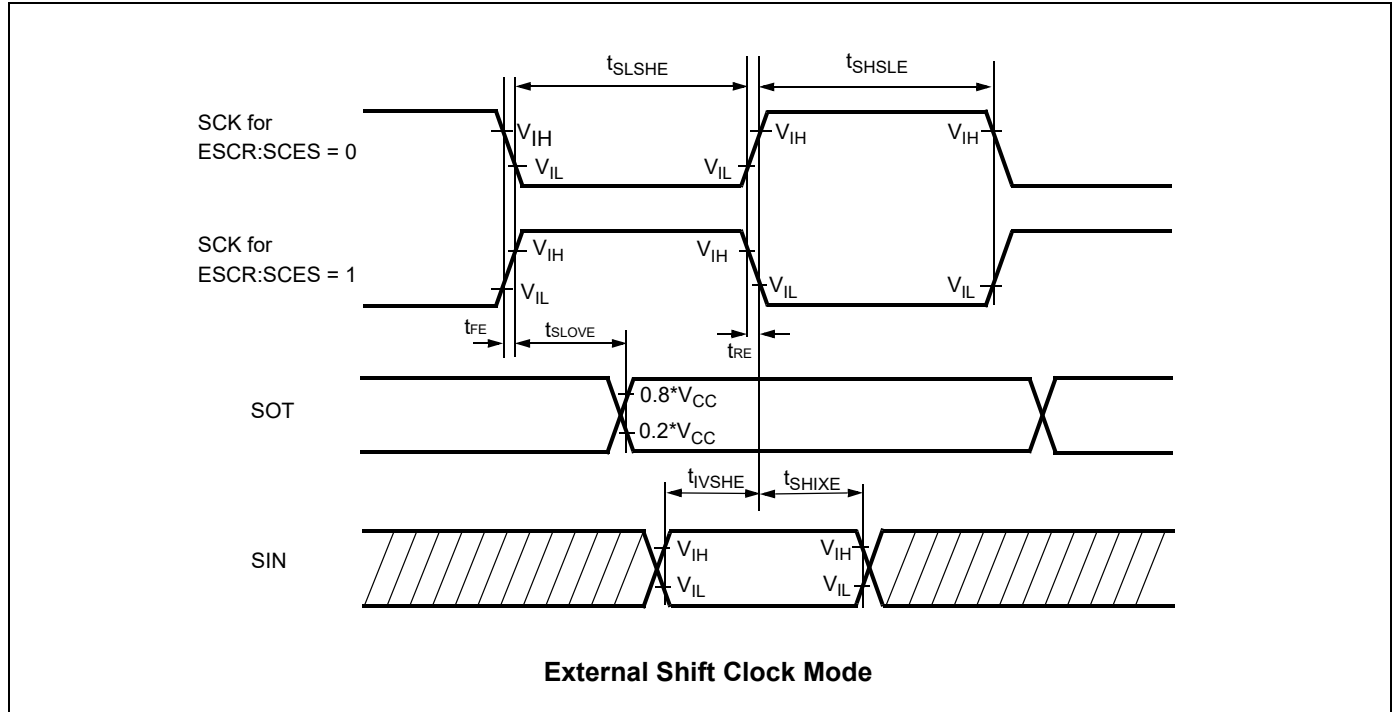 tSLSHE
tSHSLE
SCK for
ESCR:SCES = 0
VIH
VIL
VIL
VIH
VIH
SCK for
ESCR:SCES = 1
VIH
VIL
VIH
VIL
VIL
tFE
tSLOVE
tRE
SOT
0.8*VCC
0.2*VCC
tIVSHE
tSHIXE
SIN
VIH
VIL
VIH
VIL
External Shift Clock Mode